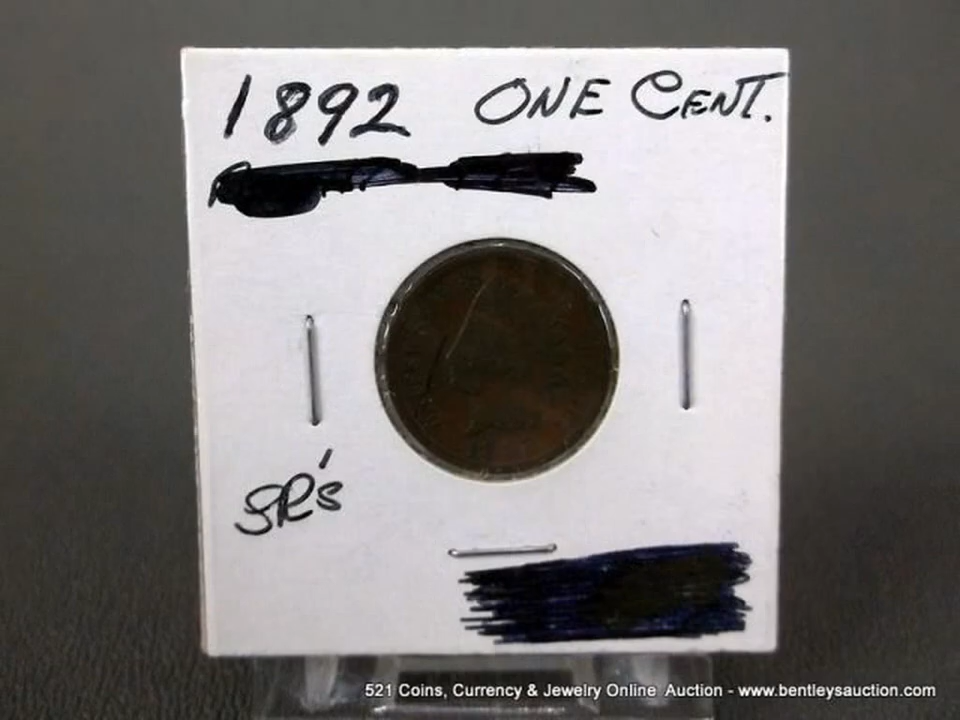 1892 ONE CENT.
SR's
521 Coins, Currency & Jewelry Online Auction - www.bentleysauction.com